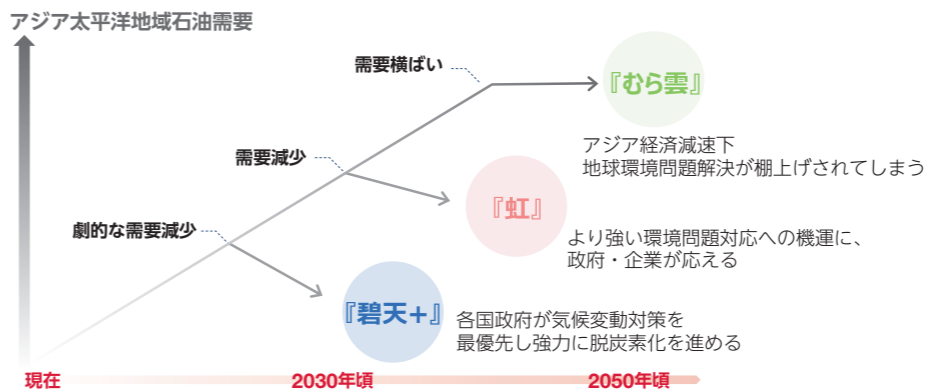 アジア太平洋地域石油需要
需要横ばい
『むら雲』
アジア経済減速下
地球環境問題解決が棚上げされてしまう
需要減少
『虹』
より強い環境問題対応への機運に、
政府・企業が応える
劇的な需要減少
『碧天+』
各国政府が気候変動対策を
最優先し強力に脱炭素化を進める
現在
2030年頃
2050年頃